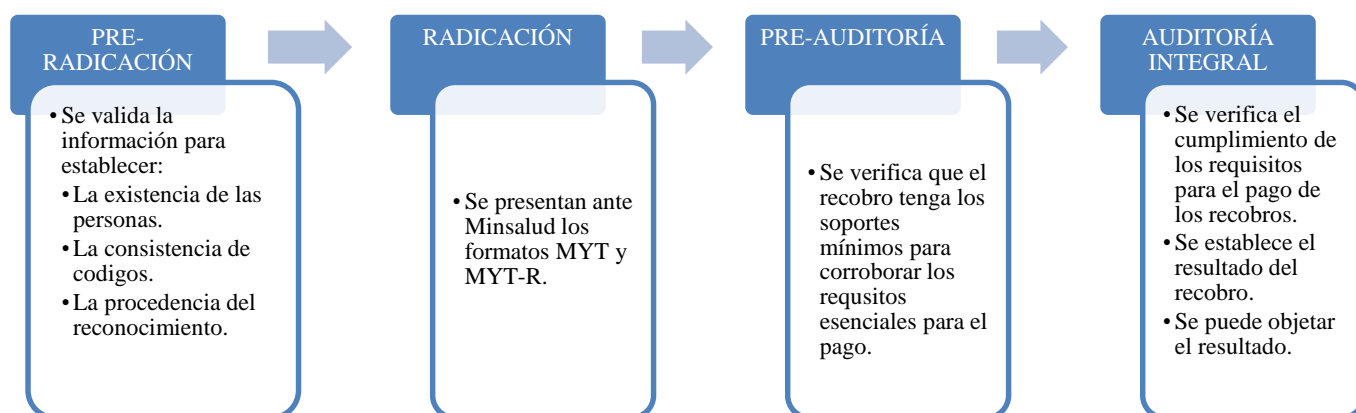 PRE-
RADICACIÓN
• Se valida la
información para
establecer:
• La existencia de las
personas.
• La consistencia de
codigos.
• La procedencia del
reconocimiento.
RADICACIÓN
• Se presentan ante
Minsalud los
formatos MYT y
MYT-R.
PRE-AUDITORÍA
• Se verifica que el
recobro tenga los
soportes
mínimos para
corroborar los
requsitos
esenciales para el
pago.
AUDITORÍA
INTEGRAL
• Se verifica el
cumplimiento de
los requisitos
para el pago de
los recobros.
• Se establece el
resultado del
recobro.
• Se puede objetar
el resultado.